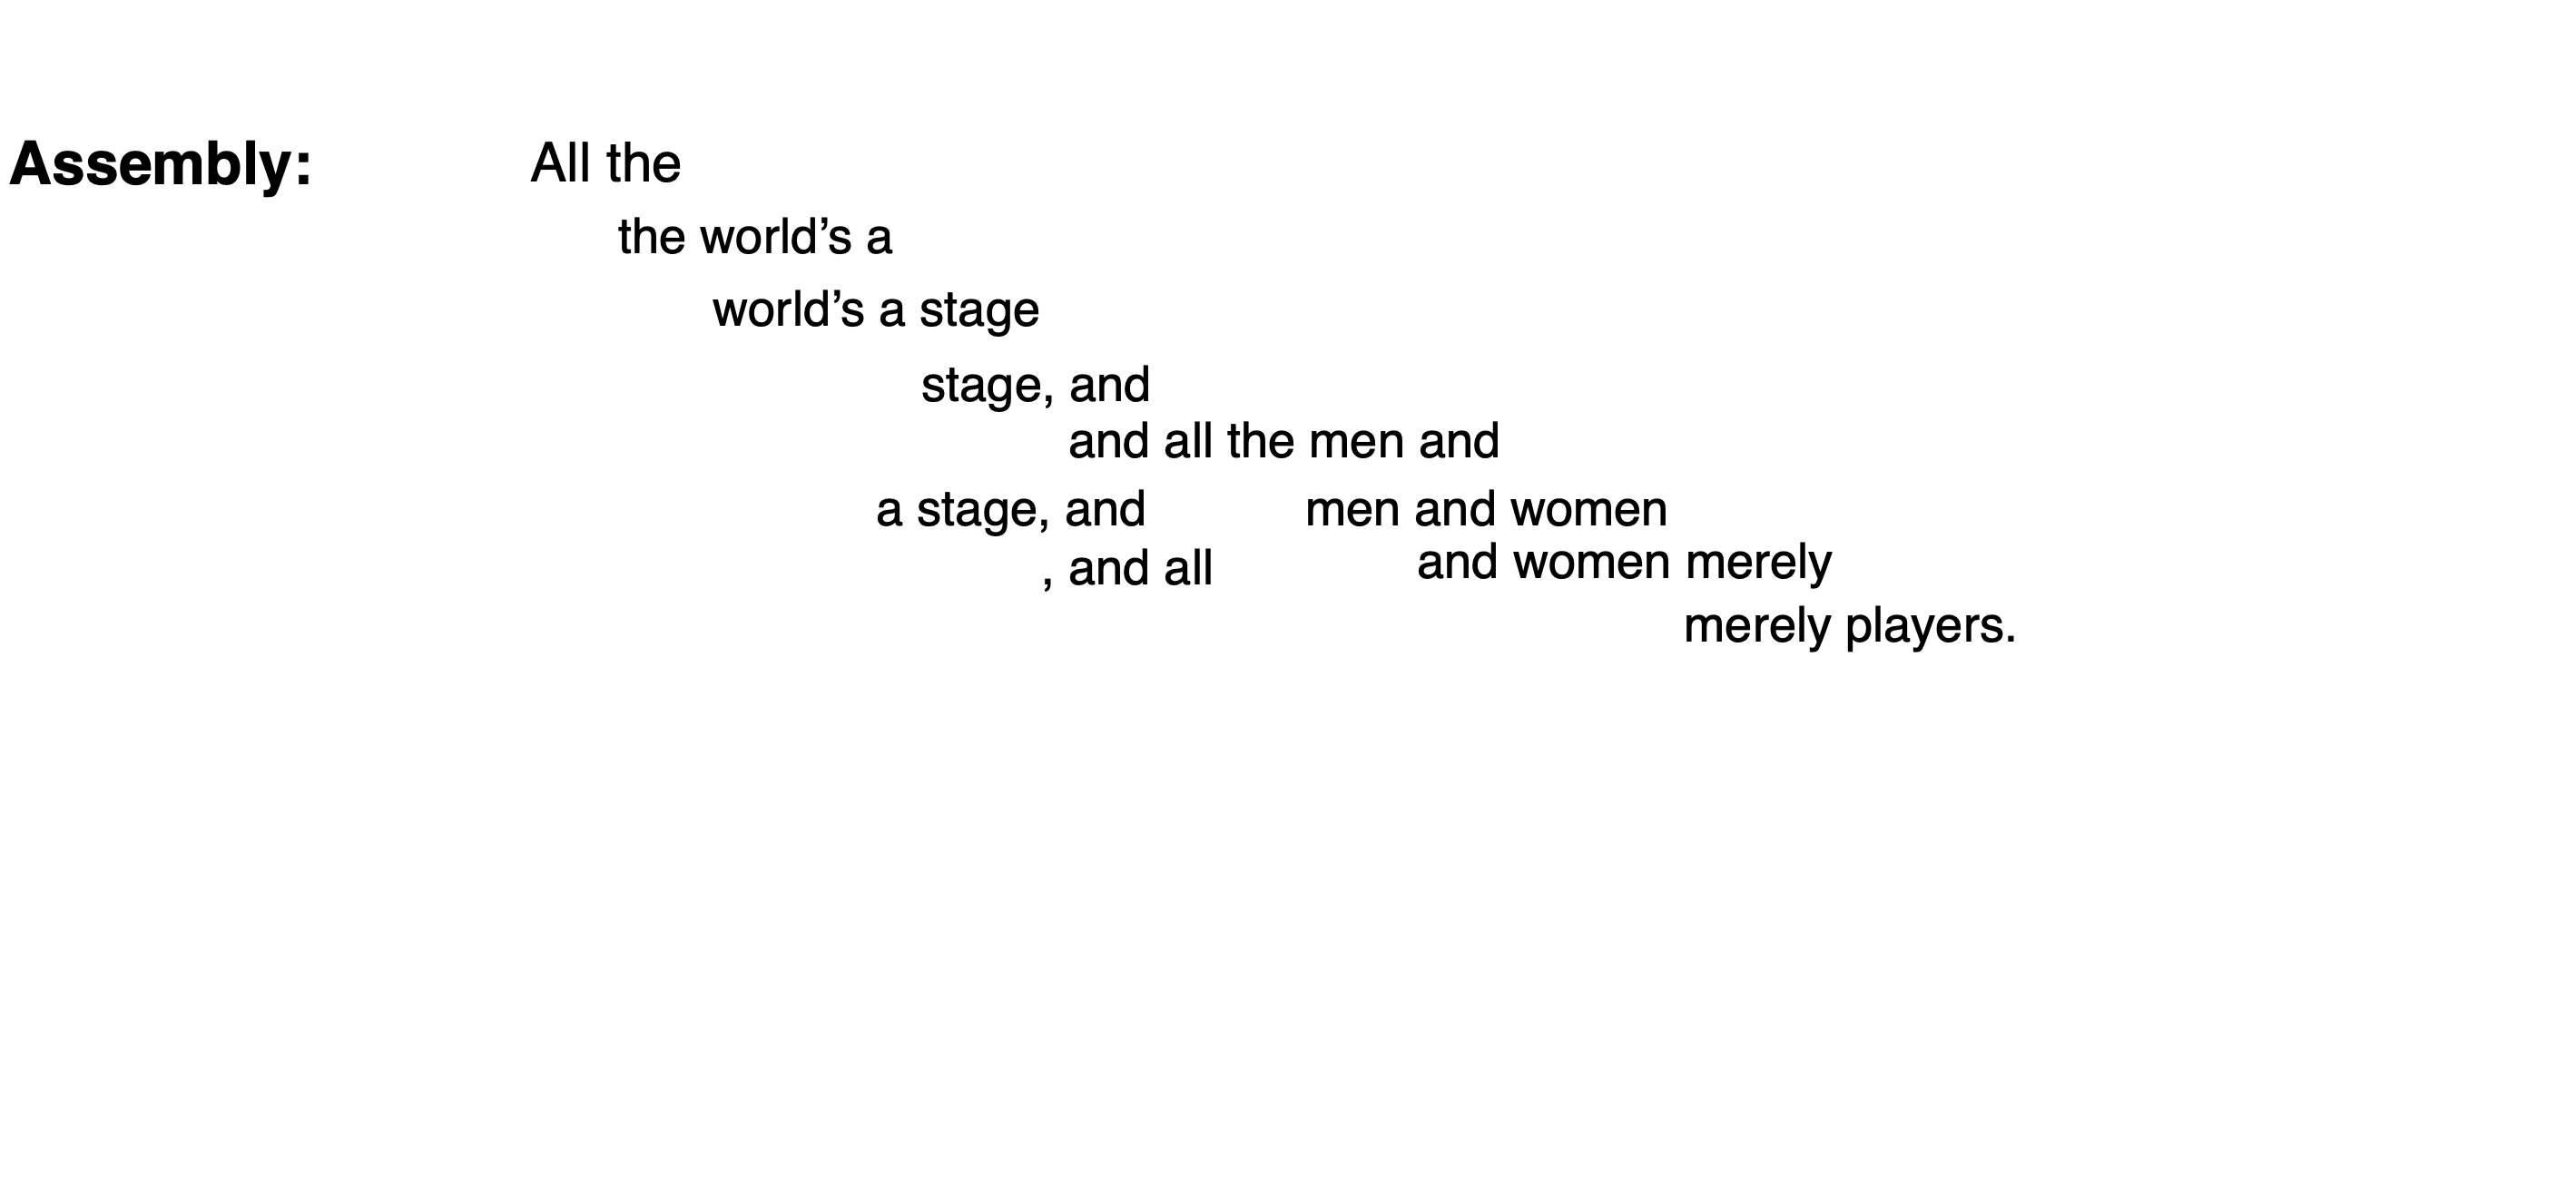 Assembly: All the
the world’s a
world’s a stage
stage, and
and all the men and
a stage, and men and women
, and all and women merely
merely players.